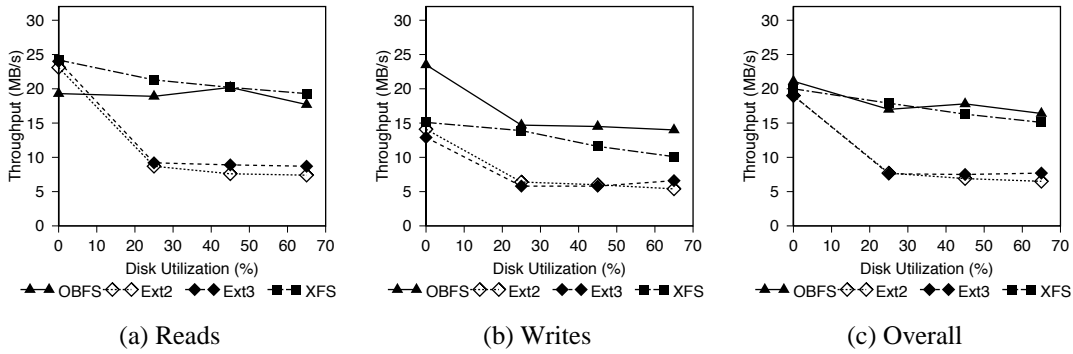 Throughput (MB/s)
30
25
20
15
10
5
0
0 10 20 30 40 50 60 70
Disk Utilization (%)
OBFS Ext2 Ext3 XFS
(a) Reads
Throughput (MB/s)
30
25
20
15
10
5
0
0 10 20 30 40 50 60 70
Disk Utilization (%)
OBFS Ext2 Ext3 XFS
(b) Writes
Throughput (MB/s)
30
25
20
15
10
5
0
0 10 20 30 40 50 60 70
Disk Utilization (%)
OBFS Ext2 Ext3 XFS
(c) Overall